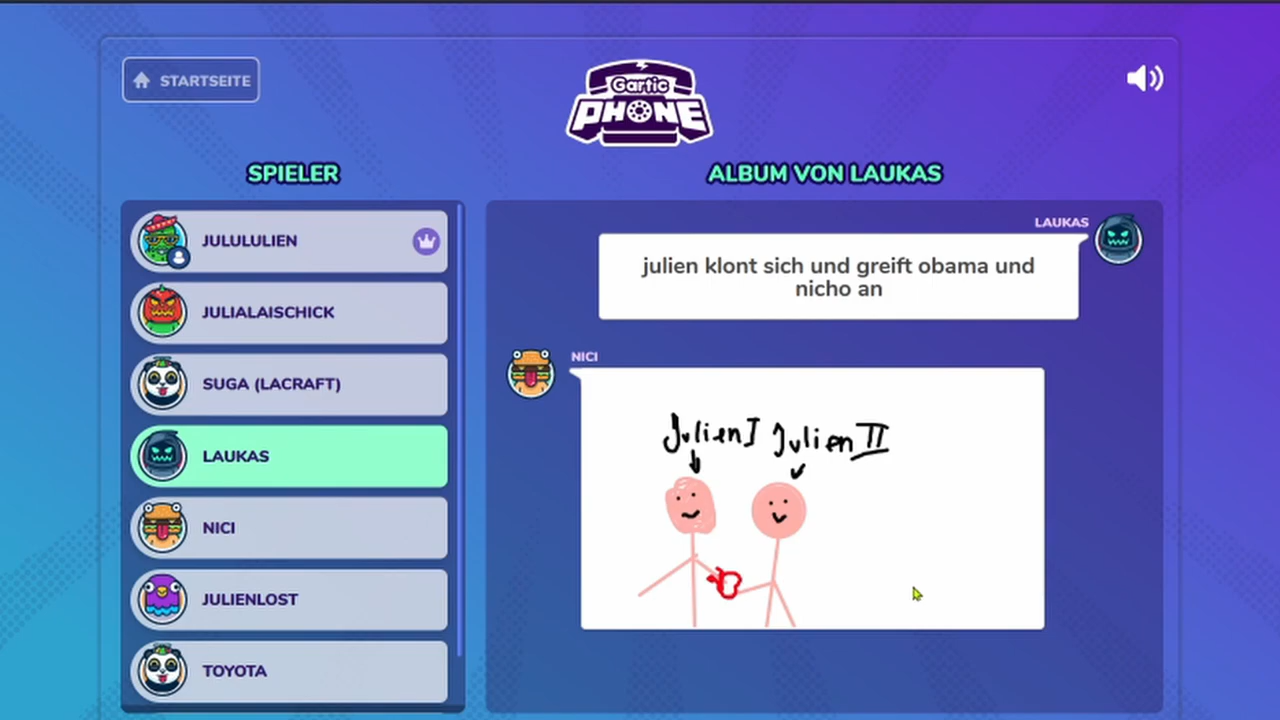 STARTSEITE
Gartic
PHONE
SPIELER
JULULULIEN
JULIALAISCHICK
SUGA (LACRAFT)
LAUKAS
NICI
JULIENLOST
TOYOTA
ALBUM VON LAUKAS
LAUKAS
julien klont sich und greift obama und
nicho an
NICI
Julien I Julien II